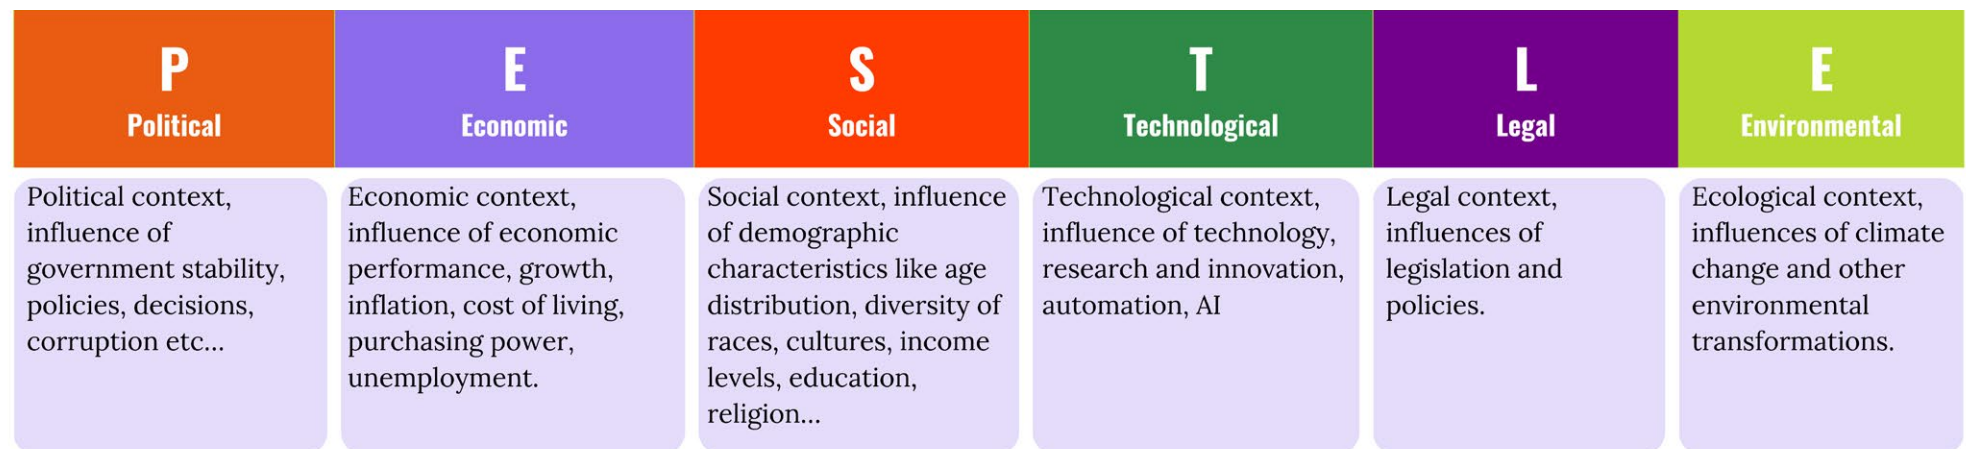 P
Political
E
Economic
S
Social
T
Technological
L
Legal
E
Environmental
Political context,
influence of
government stability,
policies, decisions,
corruption etc...
Economic context,
influence of economic
performance, growth,
inflation, cost of living,
purchasing power,
unemployment.
Social context, influence
of demographic
characteristics like age
distribution, diversity of
races, cultures, income
levels, education,
religion...
Technological context,
influence of technology,
research and innovation,
automation, AI
Legal context,
influences of
legislation and
policies.
Ecological context,
influences of climate
change and other
environmental
transformations.